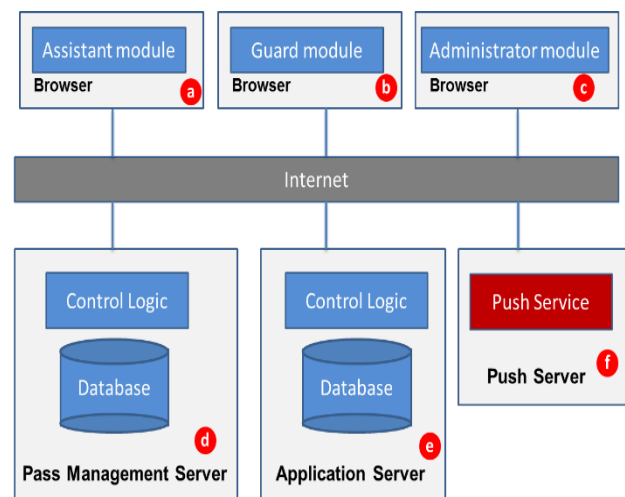 Assistant module
Browser
a
Guard module
Browser
b
Administrator module
Browser
c
Internet
Control Logic
Database
d
Pass Management Server
Control Logic
Database
e
Application Server
Push Service
f
Push Server